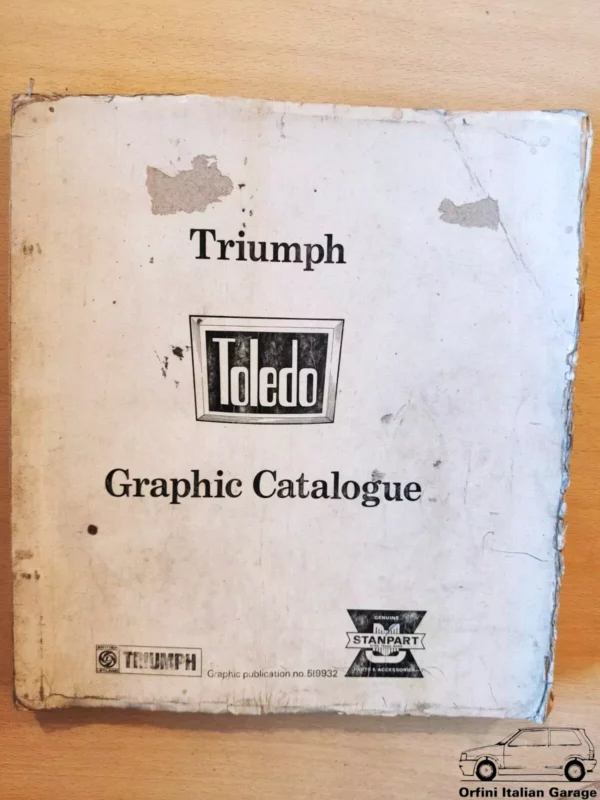 Triumph
Toledo
Graphic Catalogue
GENUINE
STANPART
PARTS & ACCESSORIES
TRIUMPH
Graphic publication no. 519932
Orfini Italian Garage